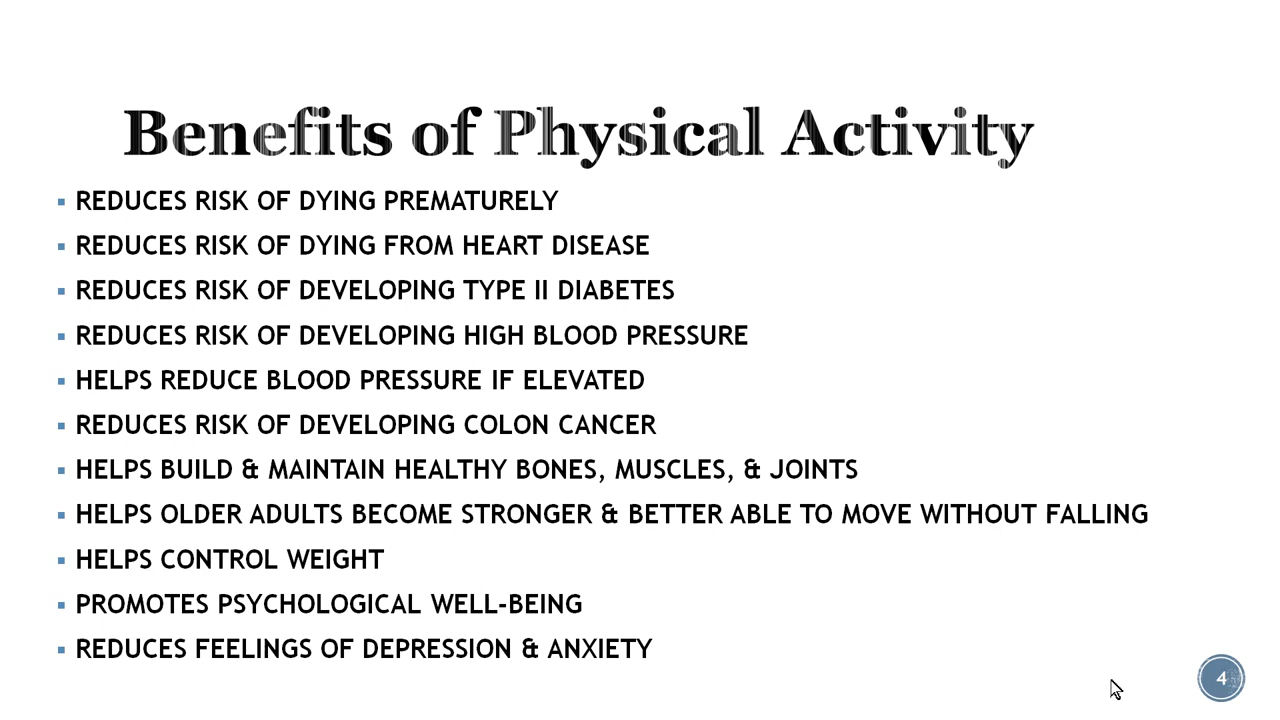 Benefits of Physical Activity
REDUCES RISK OF DYING PREMATURELY
REDUCES RISK OF DYING FROM HEART DISEASE
REDUCES RISK OF DEVELOPING TYPE II DIABETES
REDUCES RISK OF DEVELOPING HIGH BLOOD PRESSURE
HELPS REDUCE BLOOD PRESSURE IF ELEVATED
REDUCES RISK OF DEVELOPING COLON CANCER
HELPS BUILD & MAINTAIN HEALTHY BONES, MUSCLES, & JOINTS
HELPS OLDER ADULTS BECOME STRONGER & BETTER ABLE TO MOVE WITHOUT FALLING
HELPS CONTROL WEIGHT
PROMOTES PSYCHOLOGICAL WELL-BEING
REDUCES FEELINGS OF DEPRESSION & ANXIETY
4